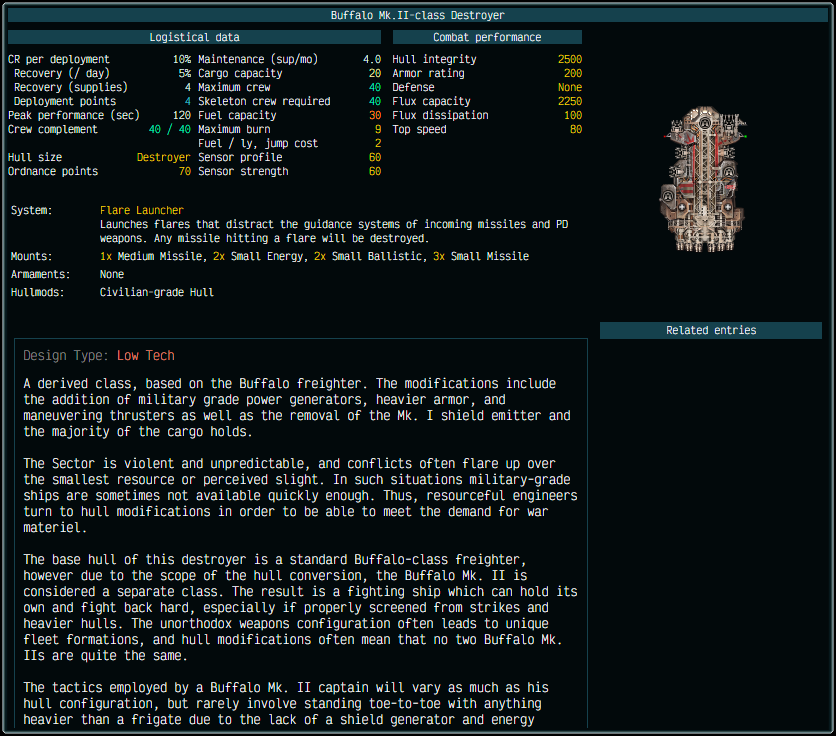 Buffalo Mk.II-class Destroyer
Logistical data
Combat performance
CR per deployment 10% Maintenance (sup/mo) 4.0 Hull integrity 2500
Recovery (/ day) 5% Cargo capacity 20 Armor rating 200
Recovery (supplies) 4 Maximum crew 40 Defense None
Deployment points 4 Skeleton crew required 40 Flux capacity 2250
Peak performance (sec) 120 Fuel capacity 30 Flux dissipation 100
Crew complement 40 / 40 Maximum burn 9 Top speed 80
Fuel / ly, jump cost 2
Hull size Destroyer Sensor profile 60
Ordnance points 70 Sensor strength 60
System: Flare Launcher
Launches flares that distract the guidance systems of incoming missiles and PD
weapons. Any missile hitting a flare will be destroyed.
Mounts: 1x Medium Missile, 2x Small Energy, 2x Small Ballistic, 3x Small Missile
Armaments: None
Hullmods: Civilian-grade Hull
Related entries
Design Type: Low Tech
A derived class, based on the Buffalo freighter. The modifications include
the addition of military grade power generators, heavier armor, and
maneuvering thrusters as well as the removal of the Mk. I shield emitter and
the majority of the cargo holds.
The Sector is violent and unpredictable, and conflicts often flare up over
the smallest resource or perceived slight. In such situations military-grade
ships are sometimes not available quickly enough. Thus, resourceful engineers
turn to hull modifications in order to be able to meet the demand for war
materiel.
The base hull of this destroyer is a standard Buffalo-class freighter,
however due to the scope of the hull conversion, the Buffalo Mk. II is
considered a separate class. The result is a fighting ship which can hold its
own and fight back hard, especially if properly screened from strikes and
heavier hulls. The unorthodox weapons configuration often leads to unique
fleet formations, and hull modifications often mean that no two Buffalo Mk.
IIs are quite the same.
The tactics employed by a Buffalo Mk. II captain will vary as much as his
hull configuration, but rarely involve standing toe-to-toe with anything
heavier than a frigate due to the lack of a shield generator and energy